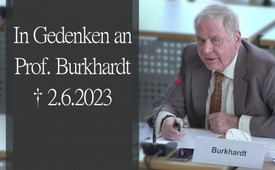 In Gedenken an
Prof. Burkhardt
† 2.6.2023
Burkhardt